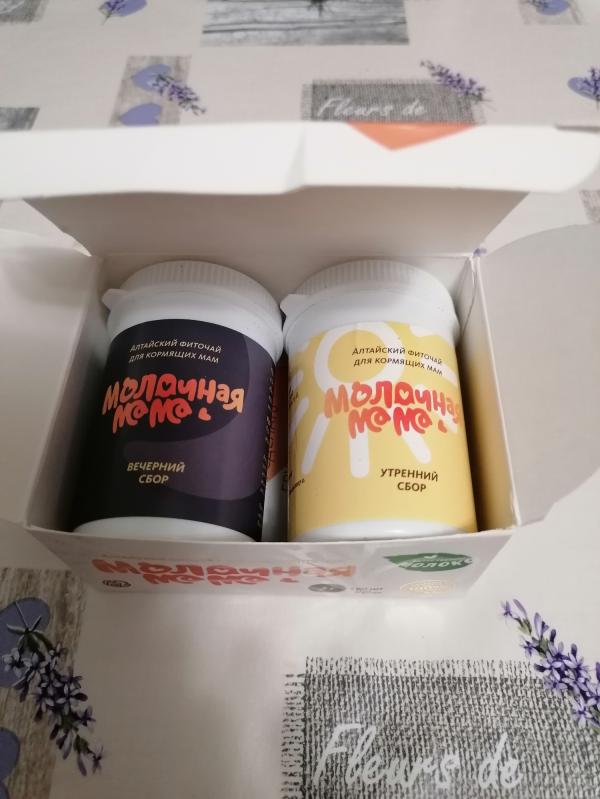 Fleurs de
Алтайский фиточай
для кормящих мам
Молочная
мама
Вечерний
сбор
Алтайский фиточай
для кормящих мам
Молочная
мама
Утренний
сбор
Молочная
мама
молоко
Fleurs de